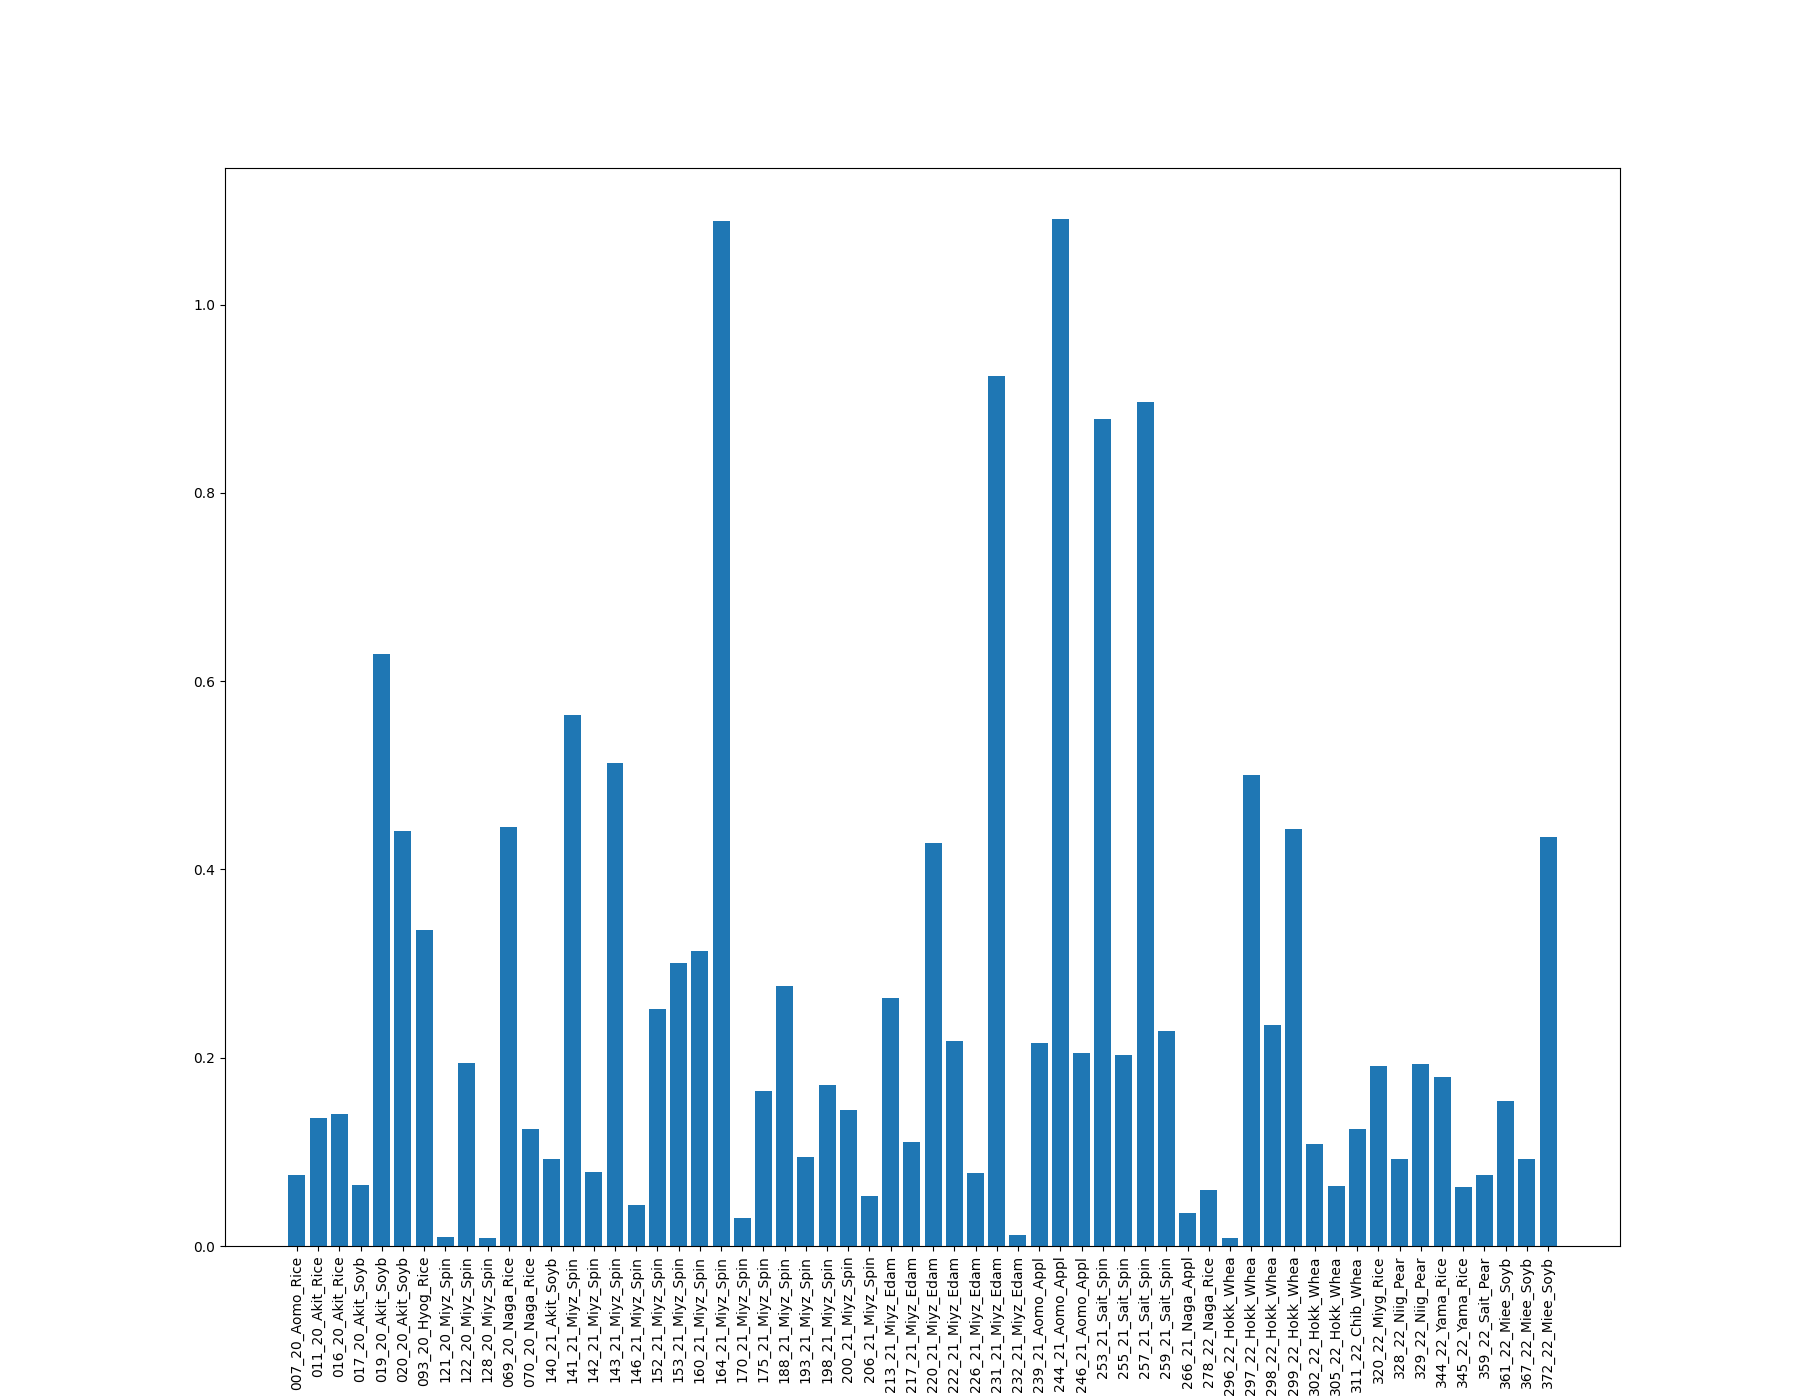 1.0
0.8
0.6
0.4
0.2
0.0
007_20_Aomo_Rice
011_20_Akit_Rice
016_20_Akit_Rice
017_20_Akit_Soyb
019_20_Akit_Soyb
020_20_Akit_Soyb
093_20_Hyog_Rice
121_20_Miyz_Spin
122_20_Miyz_Spin
128_20_Miyz_Spin
069_20_Naga_Rice
070_20_Naga_Rice
140_21_Akit_Soyb
141_21_Miyz_Spin
142_21_Miyz_Spin
143_21_Miyz_Spin
146_21_Miyz_Spin
152_21_Miyz_Spin
153_21_Miyz_Spin
160_21_Miyz_Spin
164_21_Miyz_Spin
170_21_Miyz_Spin
175_21_Miyz_Spin
188_21_Miyz_Spin
193_21_Miyz_Spin
198_21_Miyz_Spin
200_21_Miyz_Spin
206_21_Miyz_Spin
213_21_Miyz_Edam
217_21_Miyz_Edam
220_21_Miyz_Edam
222_21_Miyz_Edam
226_21_Miyz_Edam
231_21_Miyz_Edam
232_21_Miyz_Edam
239_21_Aomo_Appl
244_21_Aomo_Appl
246_21_Aomo_Appl
253_21_Sait_Spin
255_21_Sait_Spin
257_21_Sait_Spin
259_21_Sait_Spin
266_21_Naga_Appl
278_22_Naga_Rice
296_22_Hokk_Whea
297_22_Hokk_Whea
298_22_Hokk_Whea
299_22_Hokk_Whea
302_22_Hokk_Whea
305_22_Hokk_Whea
311_22_Chib_Whea
320_22_Miyg_Rice
328_22_Niig_Pear
329_22_Niig_Pear
344_22_Yama_Rice
345_22_Yama_Rice
359_22_Sait_Pear
361_22_Miee_Soyb
367_22_Miee_Soyb
372_22_Miee_Soyb